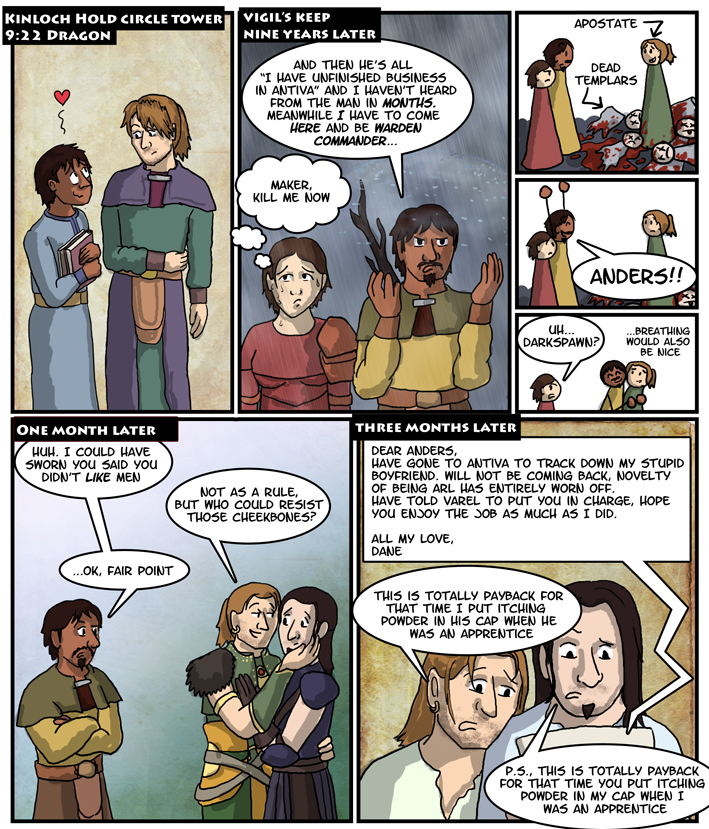 KINLOCH HOLD CIRCLE TOWER
9:22 DRAGON
VIGIL'S KEEP
NINE YEARS LATER
AND THEN HE'S ALL
"I HAVE UNFINISHED BUSINESS
IN ANTIVA" AND I HAVEN'T HEARD
FROM THE MAN IN MONTHS.
MEANWHILE I HAVE TO COME
HERE AND BE WARDEN
COMMANDER...
MAKER,
KILL ME NOW
APOSTATE
DEAD
TEMPLARS
ANDERS!!
UH...
DARKSPAWN?
...BREATHING
WOULD ALSO
BE NICE
ONE MONTH LATER
HUH. I COULD HAVE
SWORN YOU SAID YOU
DIDN'T LIKE MEN
NOT AS A RULE,
BUT WHO COULD RESIST
THOSE CHEEKBONES?
...OK, FAIR POINT
THREE MONTHS LATER
DEAR ANDERS,
HAVE GONE TO ANTIVA TO TRACK DOWN MY STUPID
BOYFRIEND. WILL NOT BE COMING BACK, NOVELTY
OF BEING ARL HAS ENTIRELY WORN OFF.
HAVE TOLD VAREL TO PUT YOU IN CHARGE, HOPE
YOU ENJOY THE JOB AS MUCH AS I DID.
ALL MY LOVE,
DANE
THIS IS TOTALLY PAYBACK FOR
THAT TIME I PUT ITCHING
POWDER IN HIS CAP WHEN HE
WAS AN APPRENTICE
P.S., THIS IS TOTALLY PAYBACK
FOR THAT TIME YOU PUT ITCHING
POWDER IN MY CAP WHEN I
WAS AN APPRENTICE